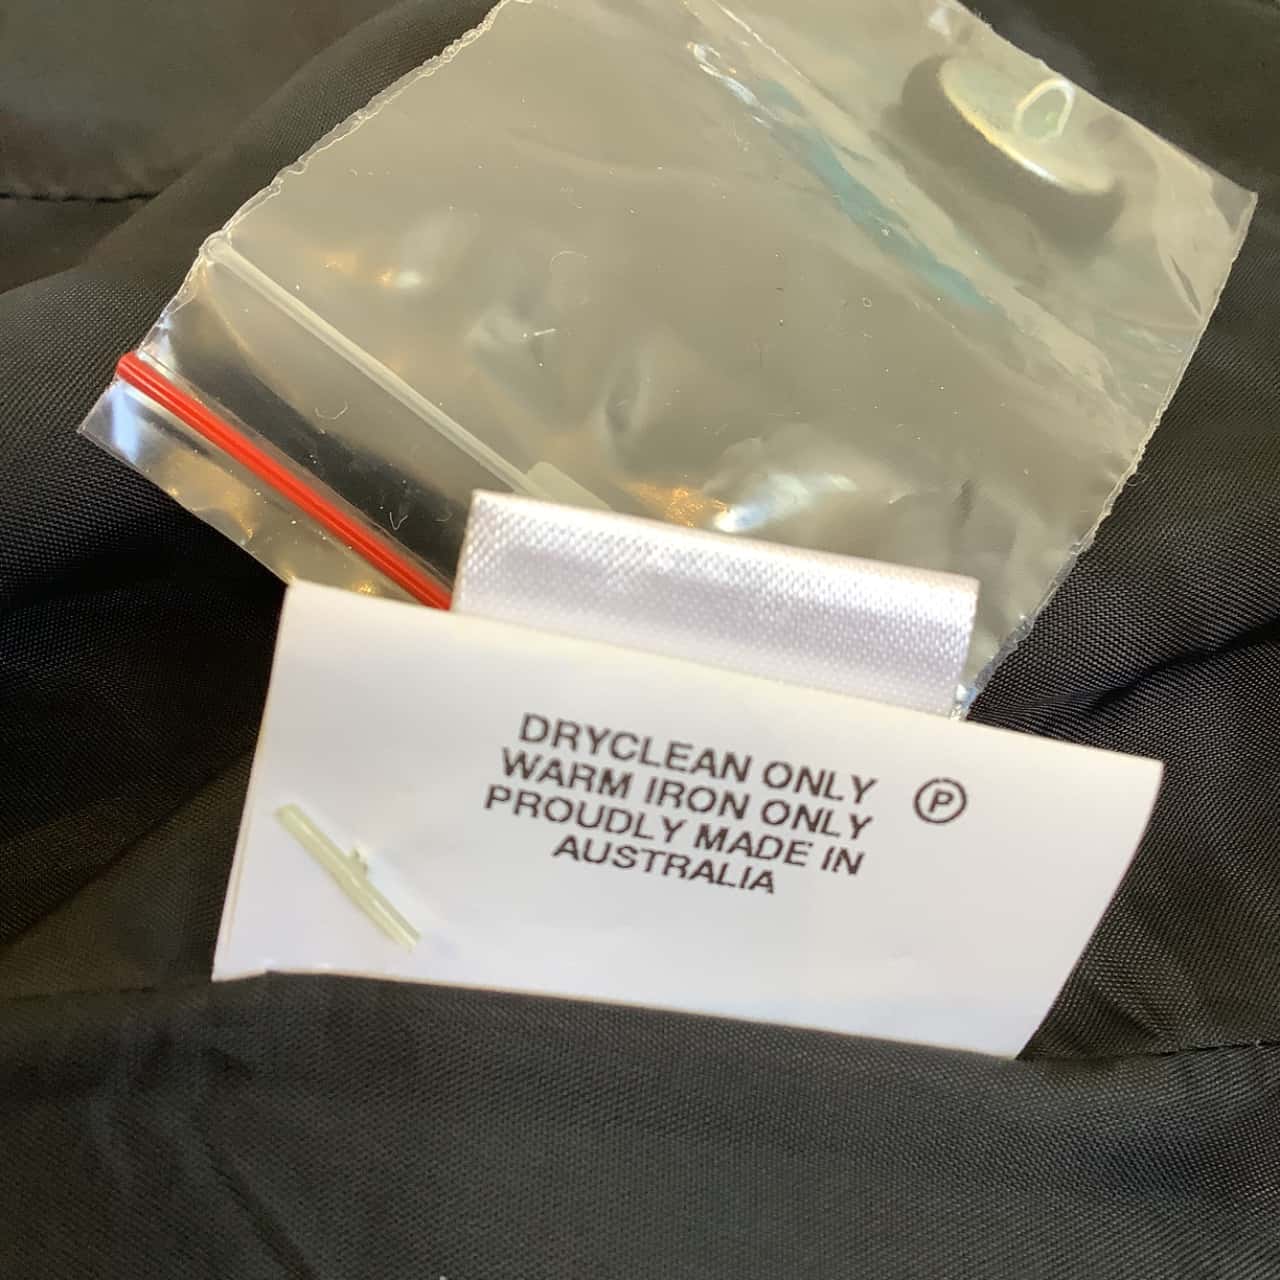 DRYCLEAN ONLY
WARM IRON ONLY
PROUDLY MADE IN
AUSTRALIA
P